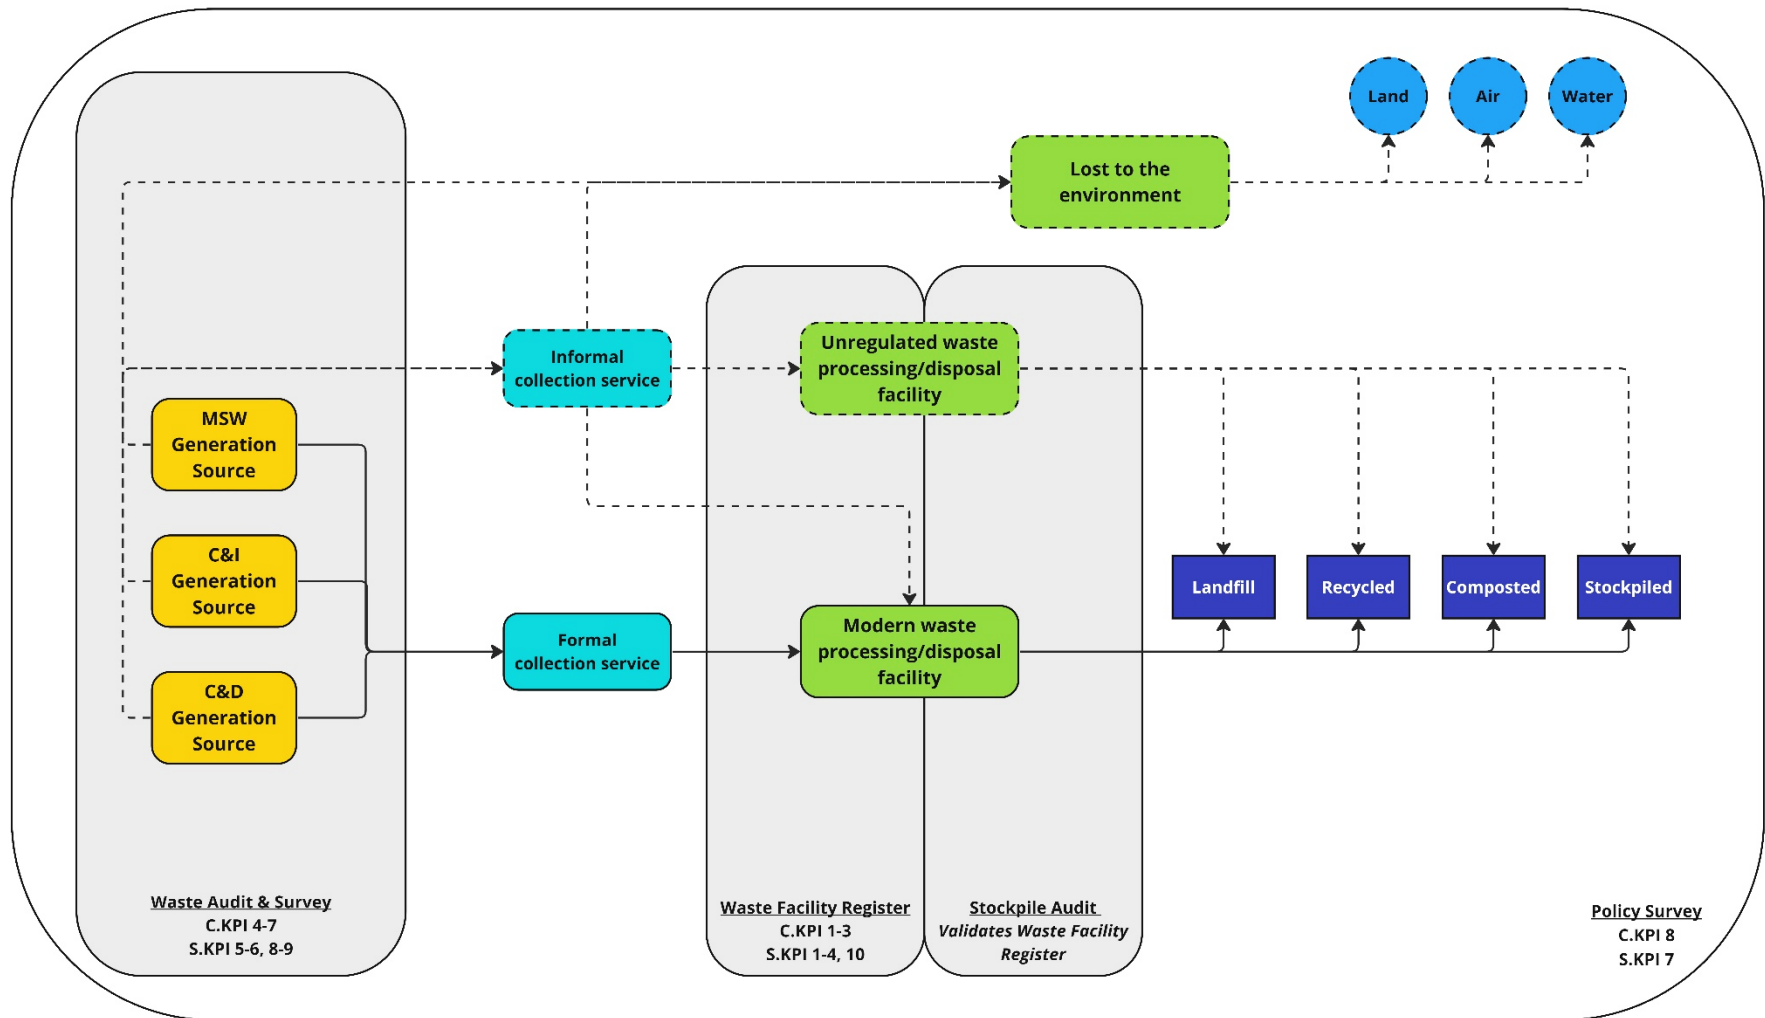 Land
Air
Water
Lost to the
environment
Informal
collection service
Unregulated waste
processing/disposal
facility
MSW
Generation
Source
C&I
Generation
Source
C&D
Generation
Source
Formal
collection service
Modern waste
processing/disposal
facility
Landfill
Recycled
Composted
Stockpiled
Waste Audit & Survey
C.KPI 4-7
S.KPI 5-6, 8-9
Waste Facility Register
C.KPI 1-3
S.KPI 1-4, 10
Stockpile Audit
Validates Waste Facility
Register
Policy Survey
C.KPI 8
S.KPI 7